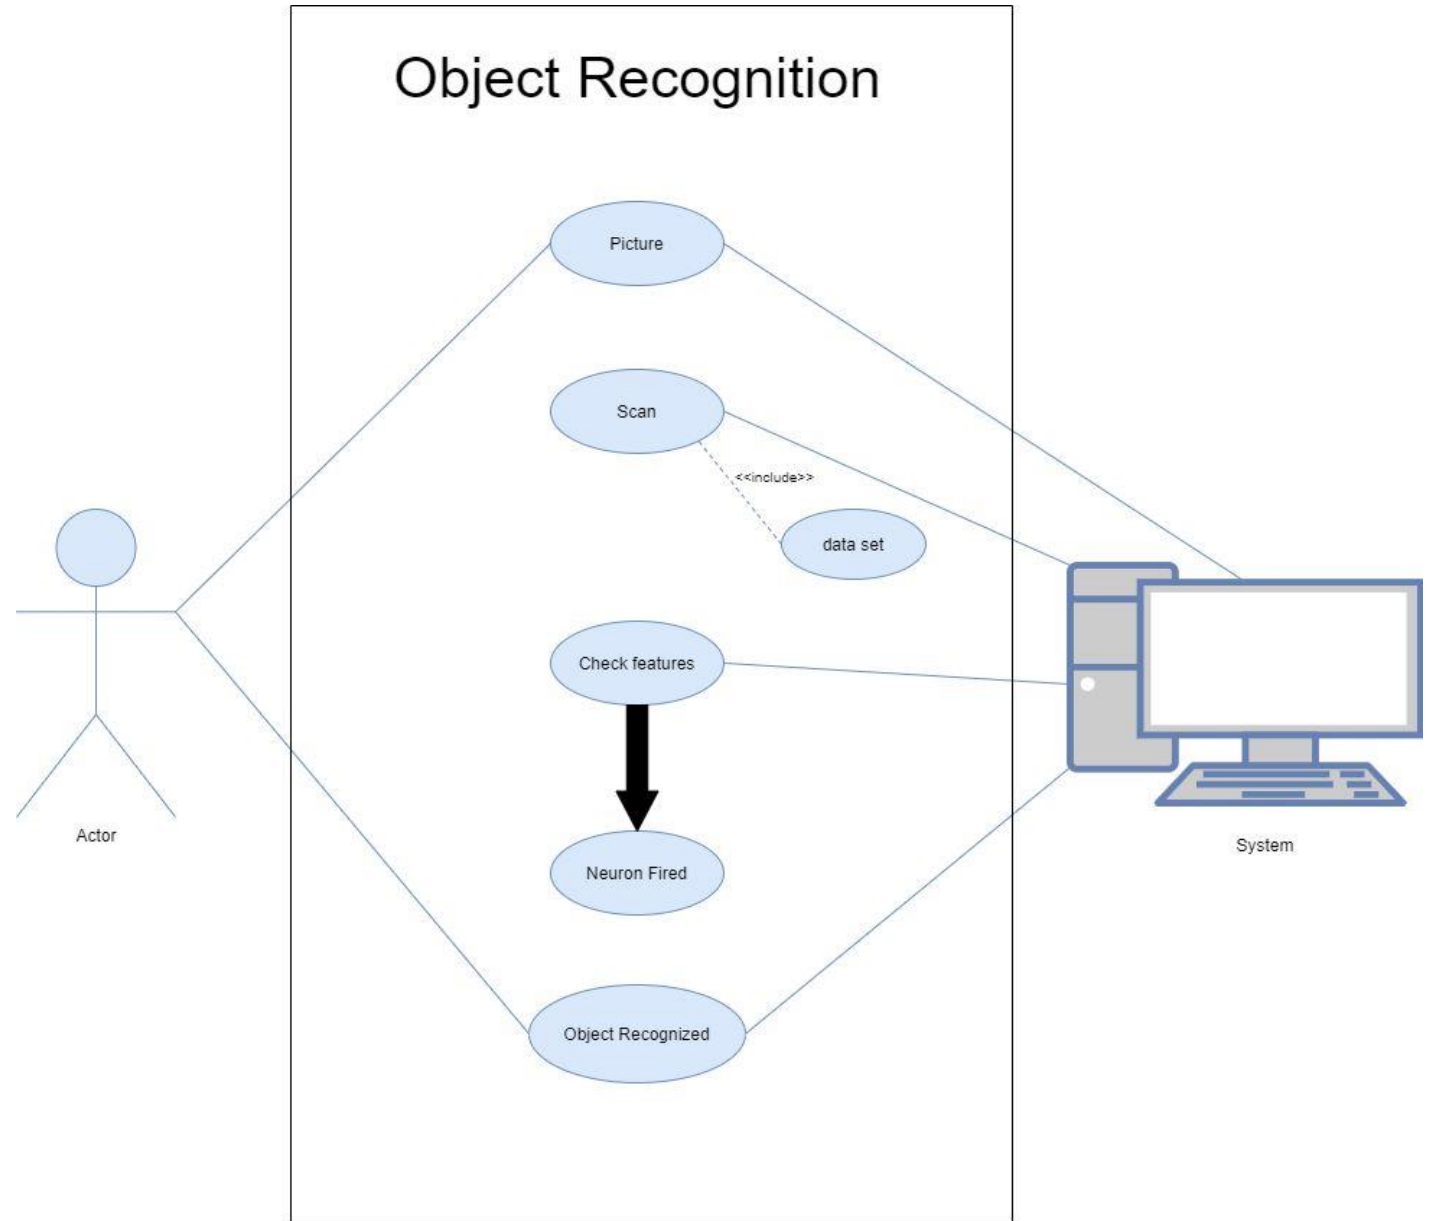 Object Recognition
Picture
Scan
<<include>>
data set
Check features
Actor
System
Neuron Fired
Object Recognized